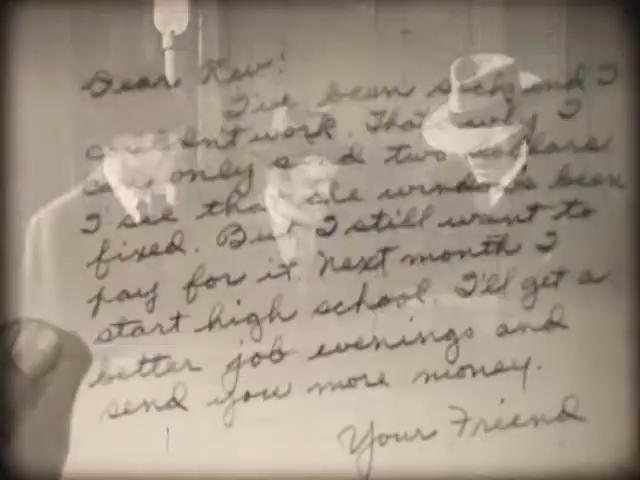 Dear Rev:
I've been sick and I
couldn't work. That's why I
can only send two dollars
I see that the window's been
fixed. But I still want to
pay for it. Next month I
start high school. I'll get a
better job evenings and
send you more money.
Your Friend